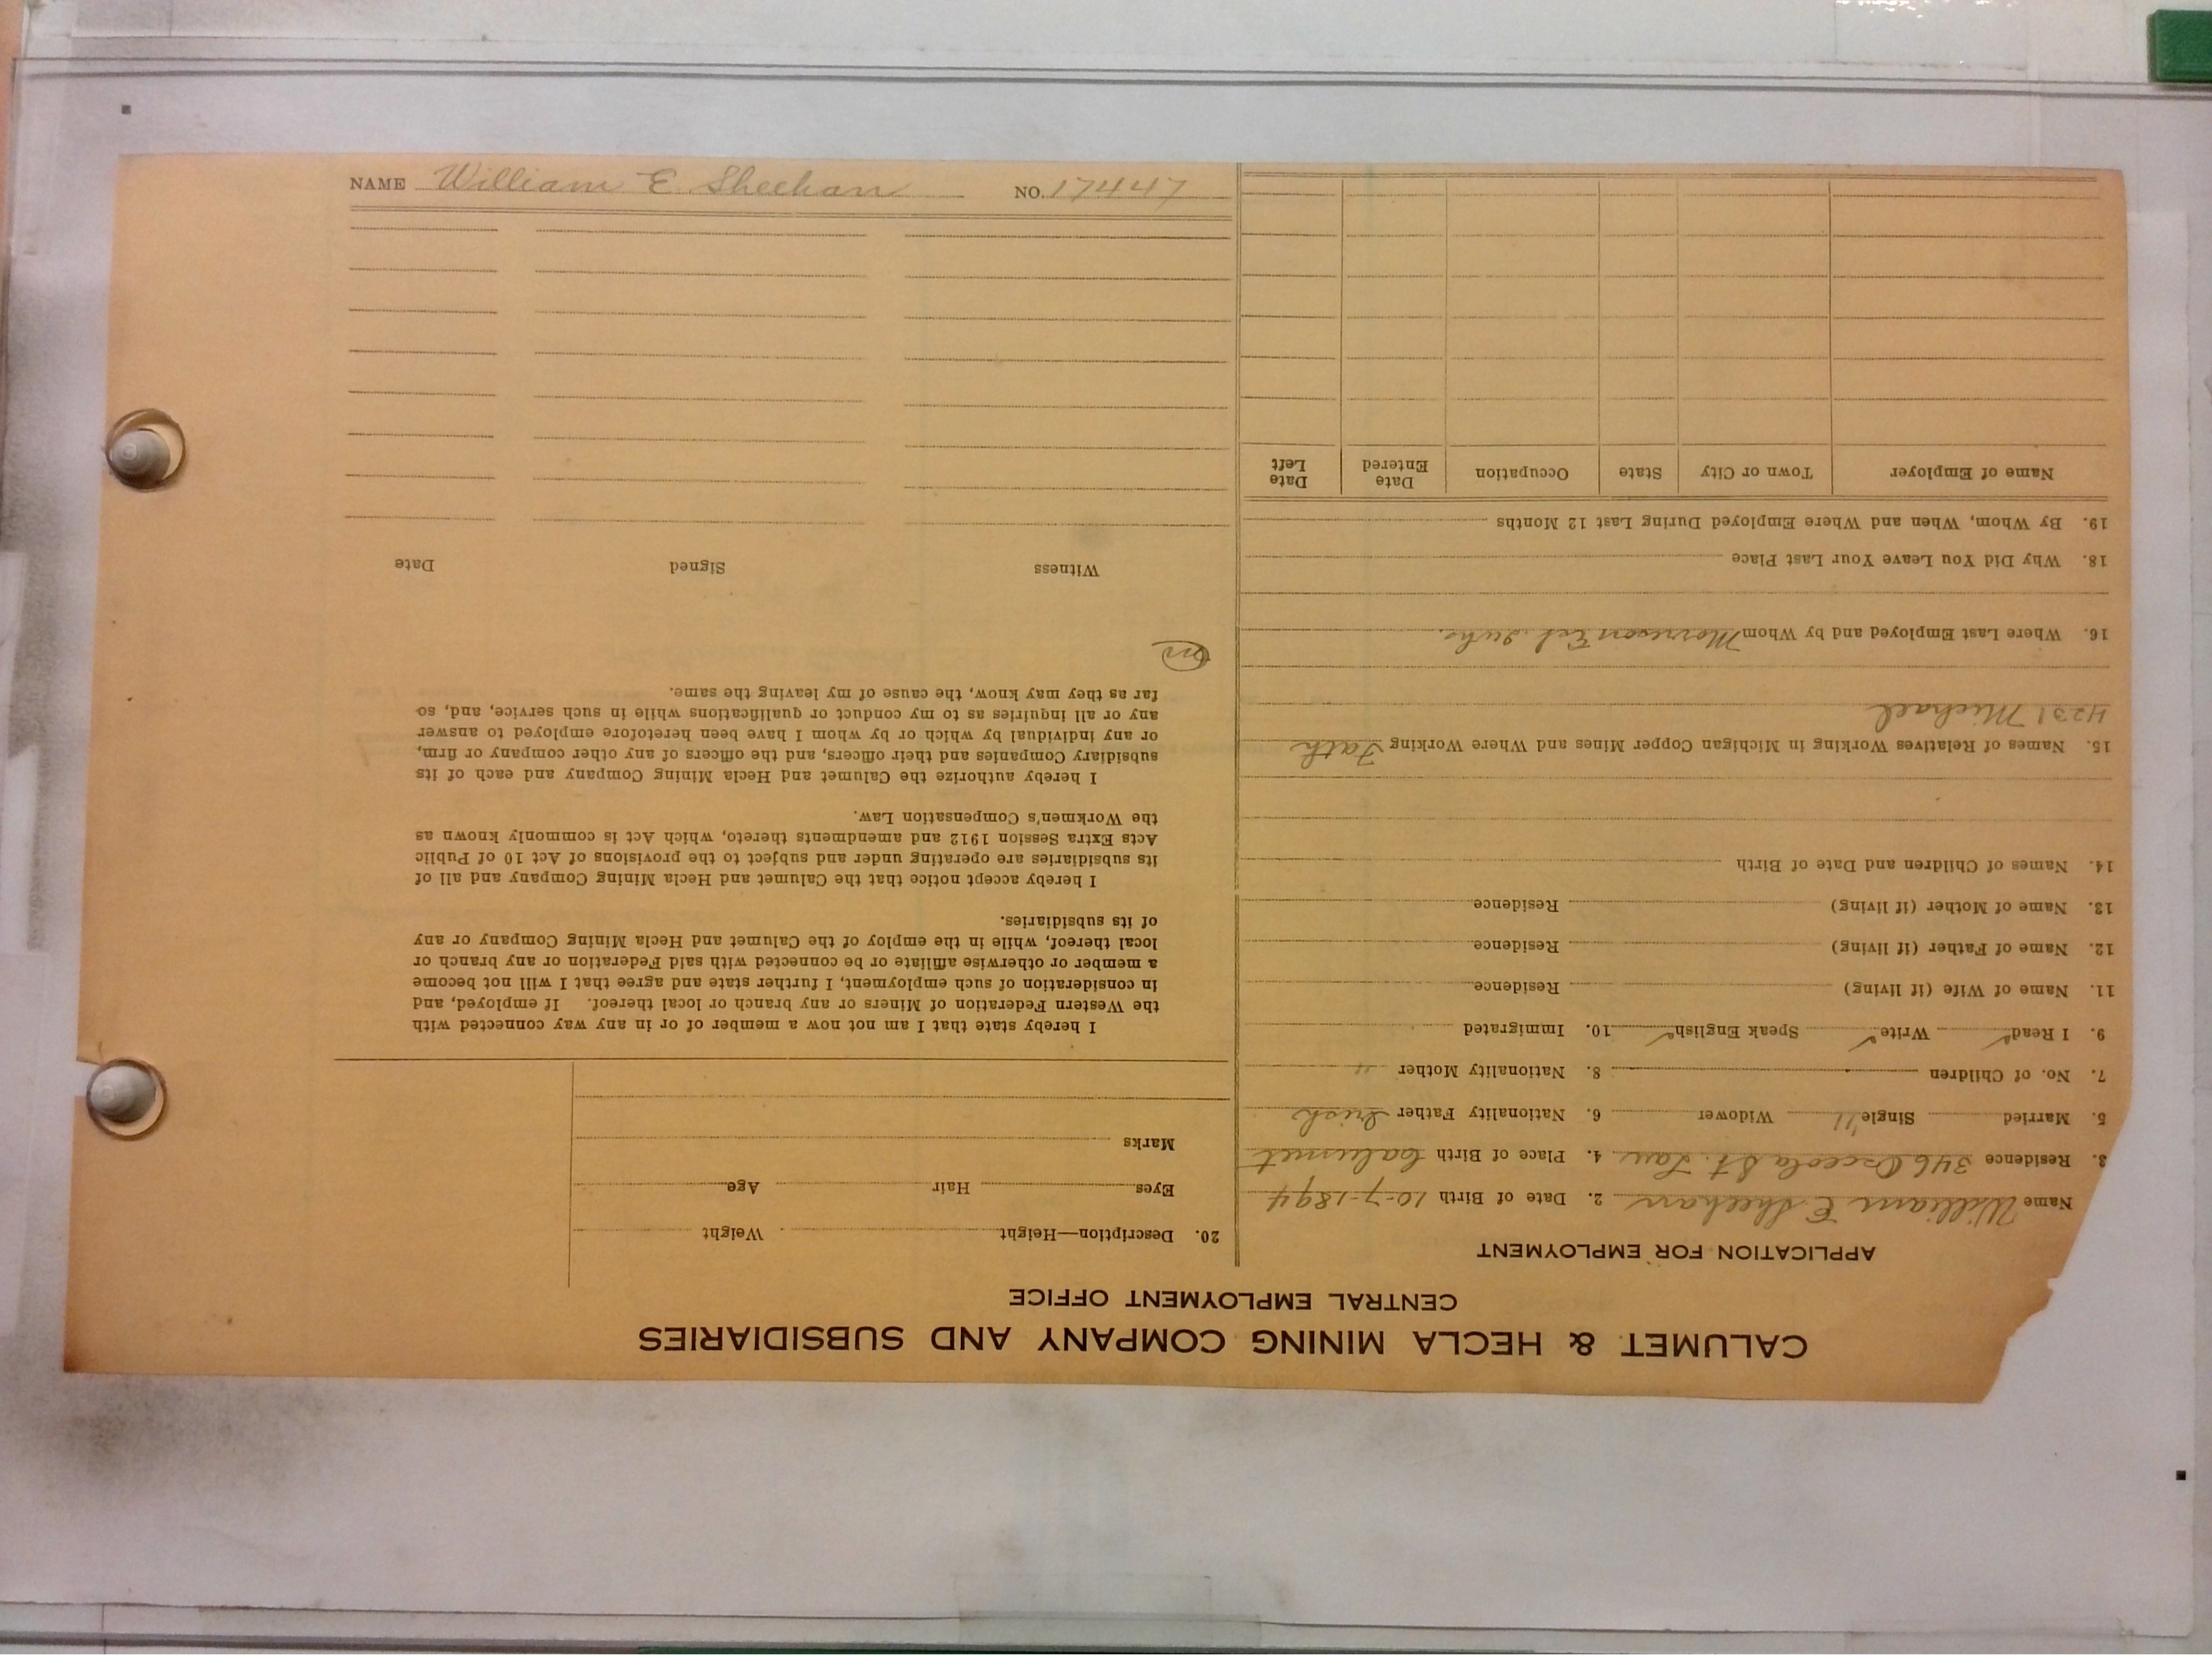 NAME William E. Sheehan NO. 17447
CALUMET & HECLA MINING COMPANY AND SUBSIDIARIES
CENTRAL EMPLOYMENT OFFICE
APPLICATION FOR EMPLOYMENT
Name William E Sheehan 2. Date of Birth 10-7-1894
3. Residence 346 Osceola St. Lau 4. Place of Birth Calumet
5. Married Single 11 Widower 6. Nationality Father Irish
7. No. of Children 8. Nationality Mother "
9. I Read ✓ Write ✓ Speak English ✓ 10. Immigrated
11. Name of Wife (if living) Residence
12. Name of Father (if living) Residence
13. Name of Mother (if living) Residence
14. Names of Children and Date of Birth
15. Names of Relatives Working in Michigan Copper Mines and Where Working Fath
4231 Michael
16. Where Last Employed and by Whom Morrison
18. Why Did You Leave Your Last Place
19. By Whom, When and Where Employed During Last 12 Months
Name of Employer Town or City State Occupation Date Entered Date Left
20. Description—Height Weight
Eyes Hair Age
Marks
I hereby state that I am not now a member of or in any way connected with
the Western Federation of Miners or any branch or local thereof. If employed, and
in consideration of such employment, I further state and agree that I will not become
a member or otherwise affiliate or be connected with said Federation or any branch or
local thereof, while in the employ of the Calumet and Hecla Mining Company or any
of its subsidiaries.
I hereby accept notice that the Calumet and Hecla Mining Company and all of
its subsidiaries are operating under and subject to the provisions of Act 10 of Public
Acts Extra Session 1912 and amendments thereto, which Act is commonly known as
the Workmen's Compensation Law.
I hereby authorize the Calumet and Hecla Mining Company and each of its
subsidiary Companies and their officers, and the officers of any other company or firm,
or any individual by which or by whom I have been heretofore employed to answer
any or all inquiries as to my conduct or qualifications while in such service, and, so
far as they may know, the cause of my leaving the same.
Witness Signed Date